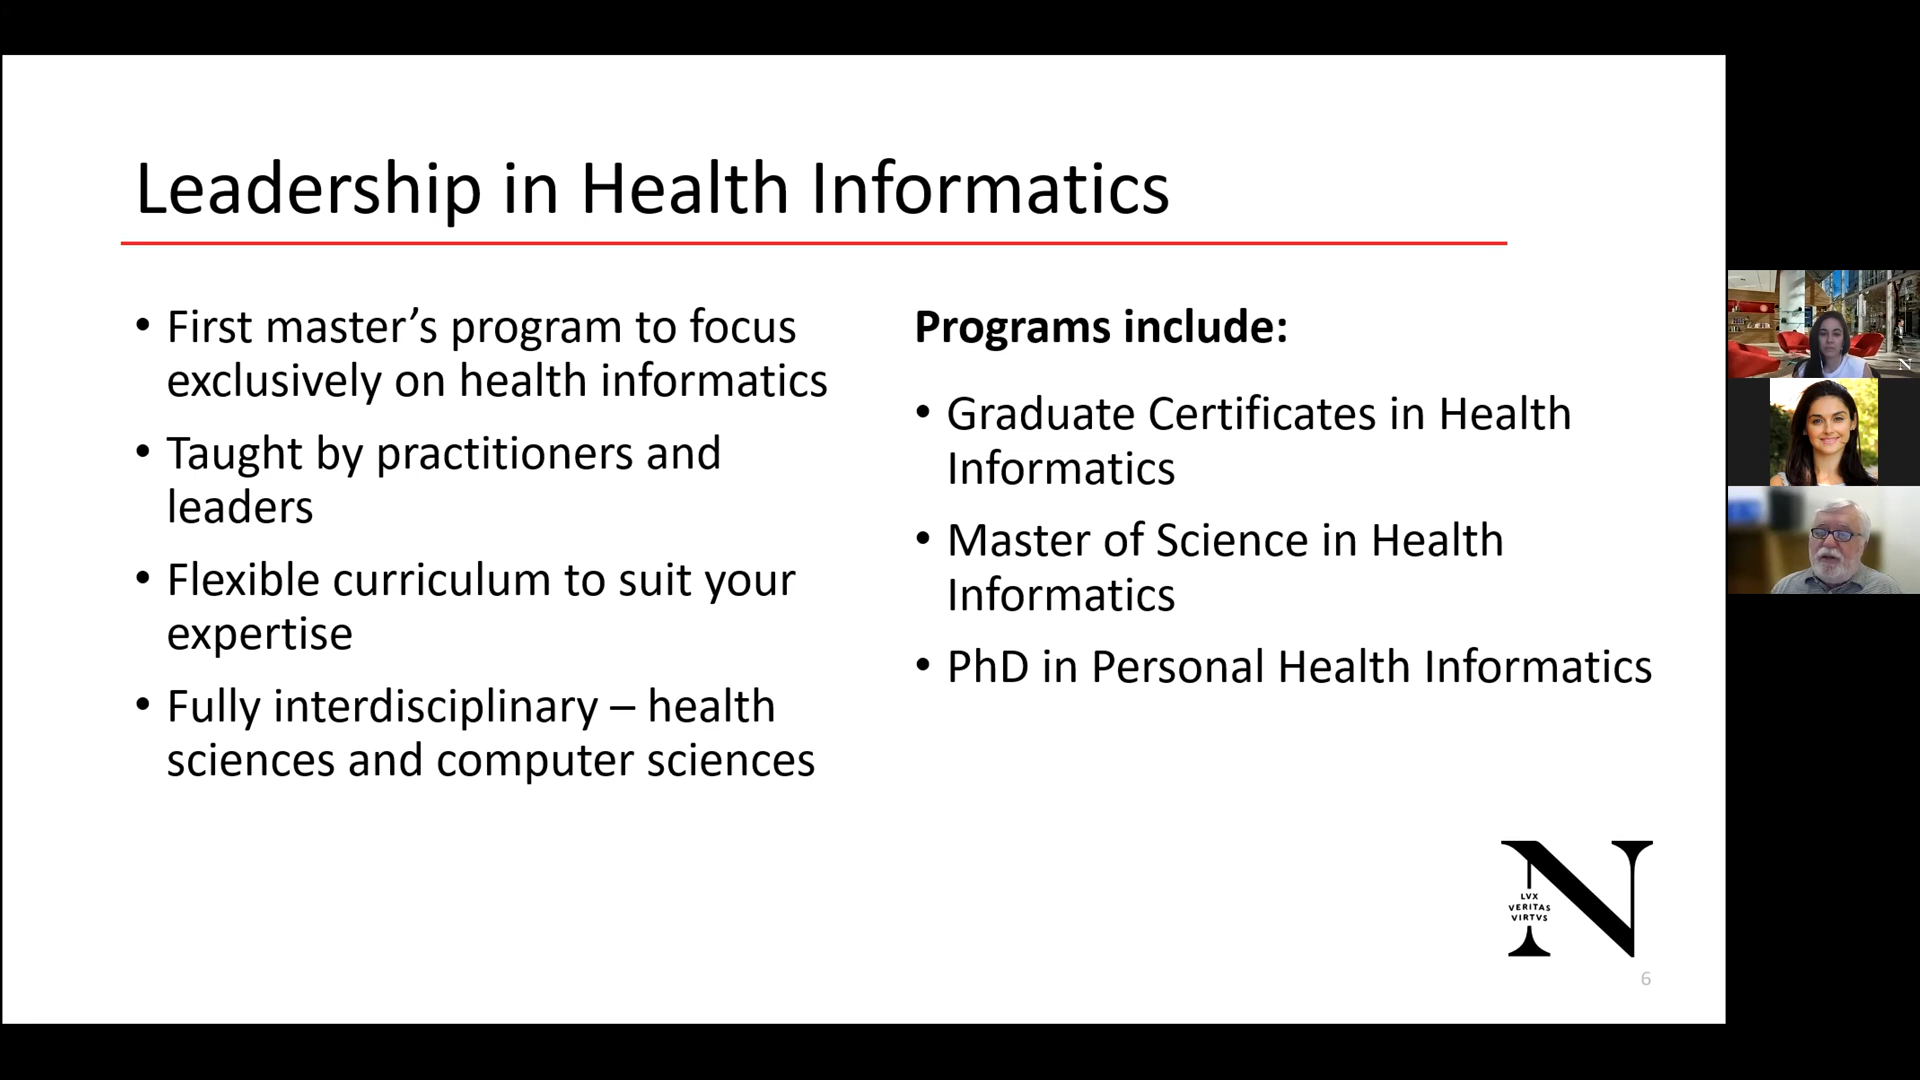 Leadership in Health Informatics
• First master’s program to focus
exclusively on health informatics
• Taught by practitioners and
leaders
• Flexible curriculum to suit your
expertise
• Fully interdisciplinary – health
sciences and computer sciences
Programs include:
• Graduate Certificates in Health
Informatics
• Master of Science in Health
Informatics
• PhD in Personal Health Informatics
N
LVX
VERITAS
VIRTVS
6
N